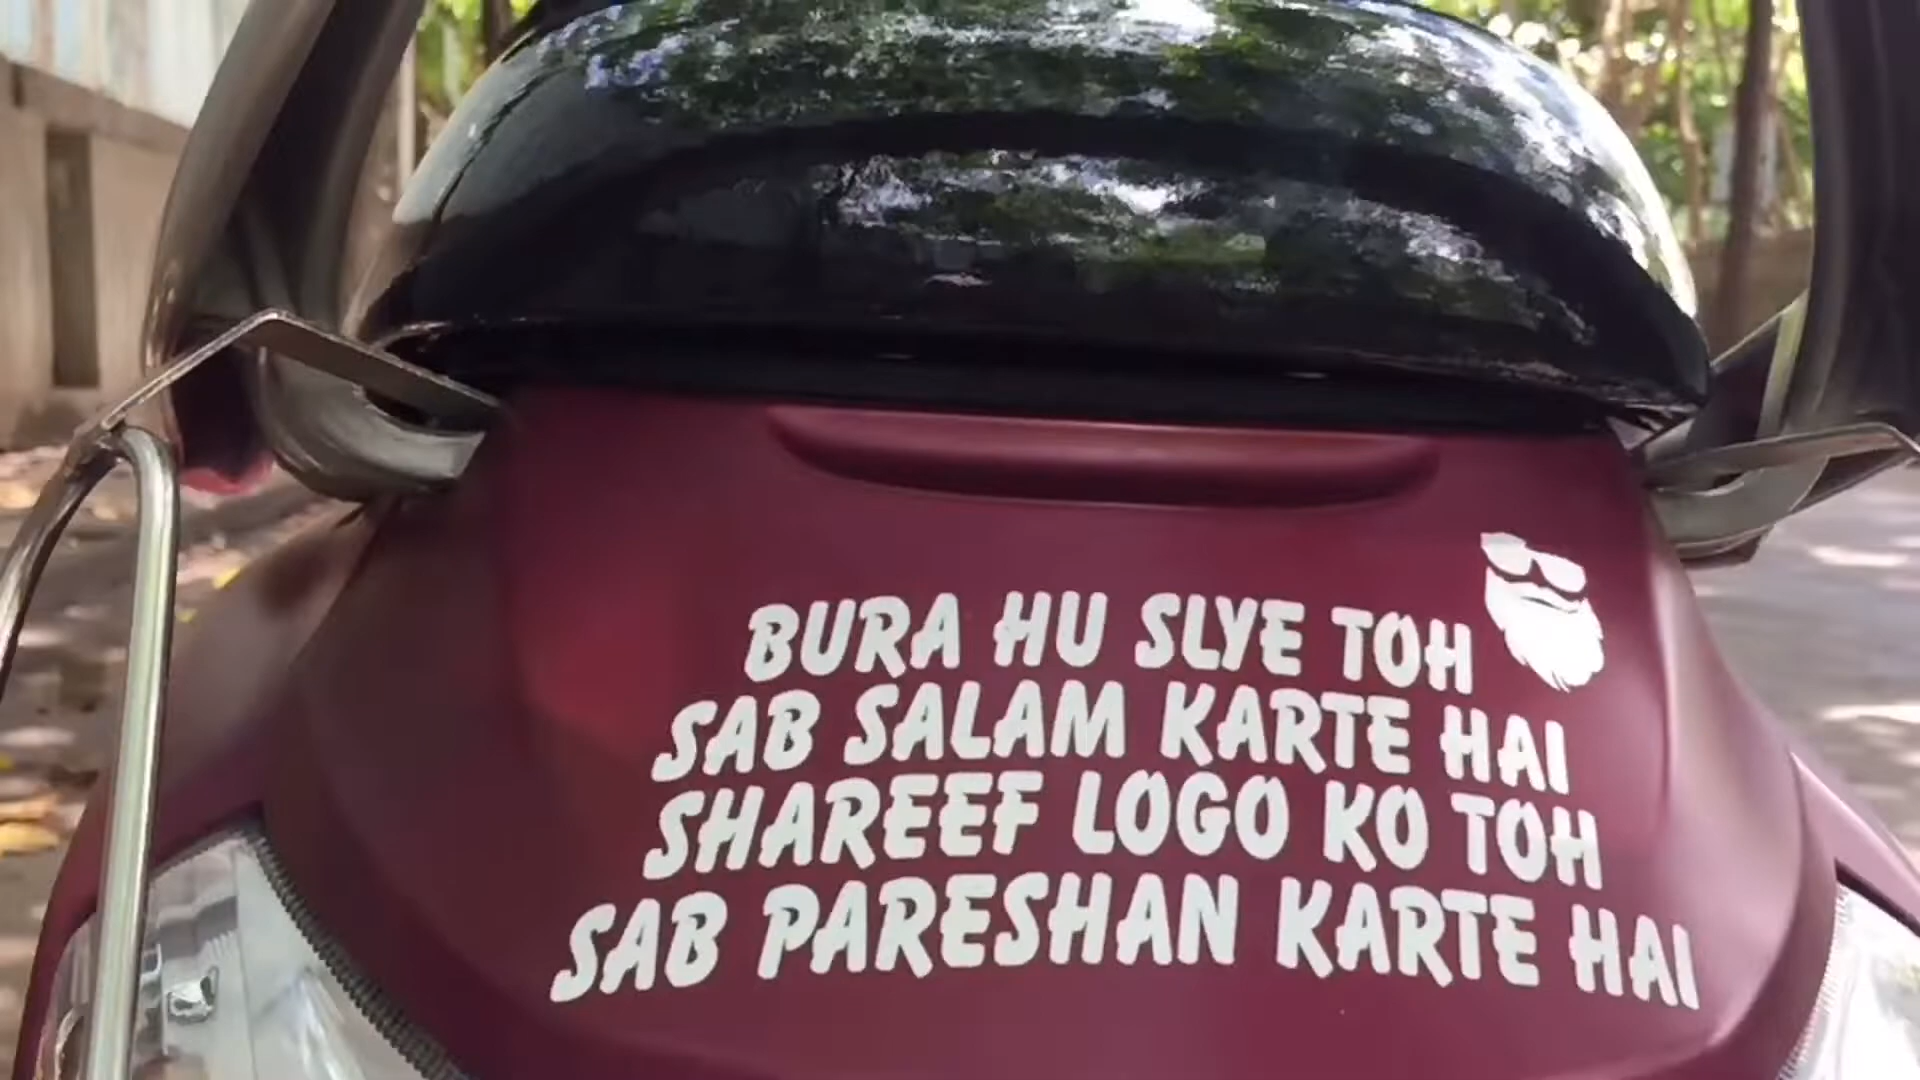 BURA HU SLYE TOH
SAB SALAM KARTE HAI
SHAREEF LOGO KO TOH
SAB PARESHAN KARTE HAI